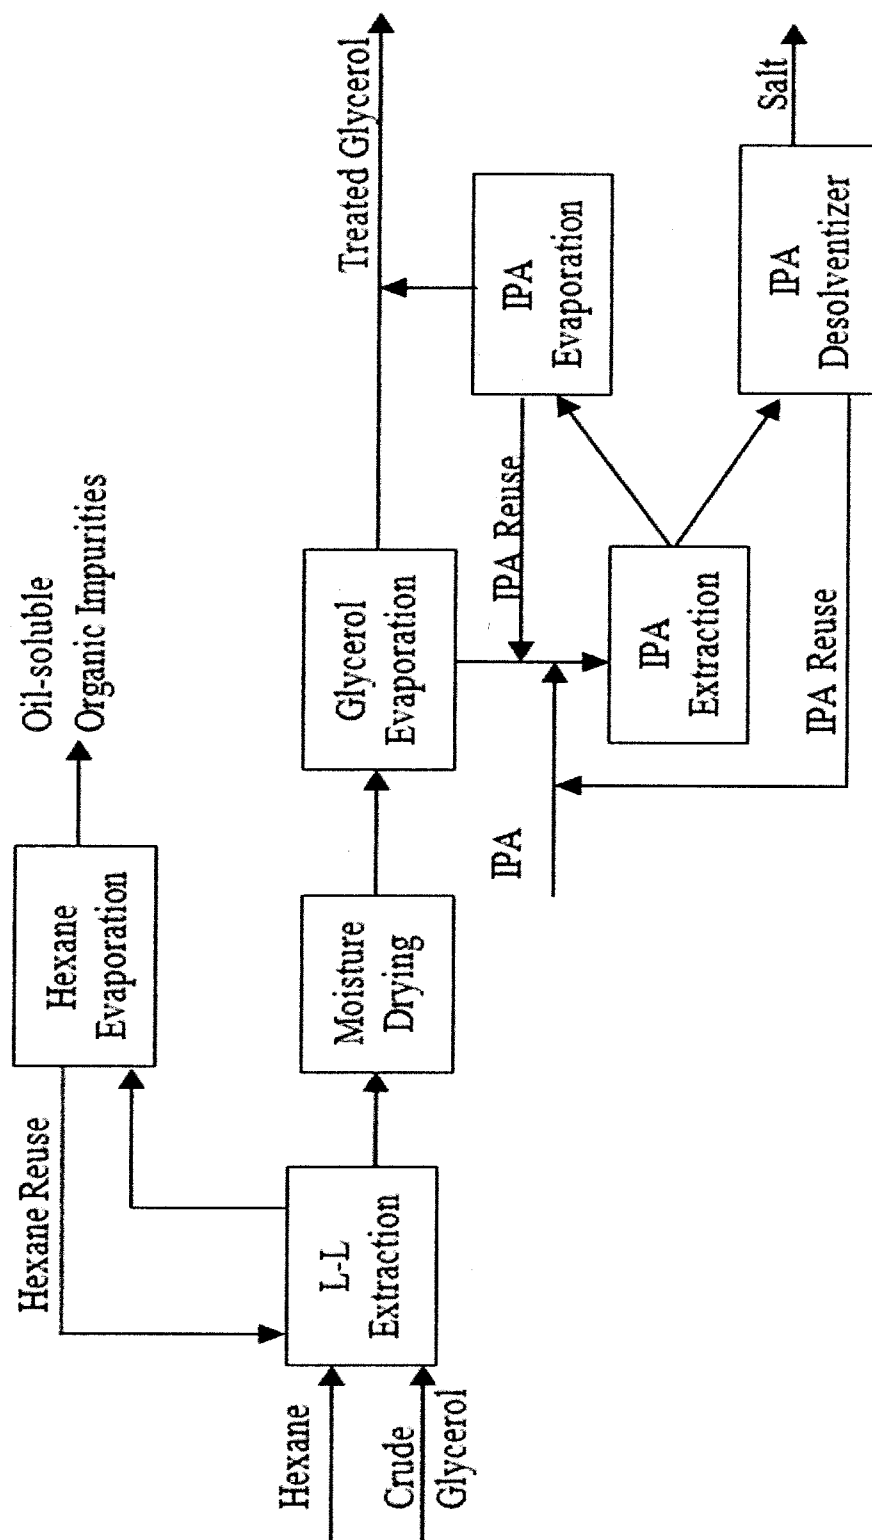 Oil-soluble
Organic Impurities
Hexane
Evaporation
Hexane Reuse
L-L
Extraction
Hexane
Crude
Glycerol
Moisture
Drying
Glycerol
Evaporation
Treated Glycerol
IPA
Evaporation
IPA Reuse
IPA
IPA
Extraction
IPA
Desolventizer
Salt
IPA Reuse